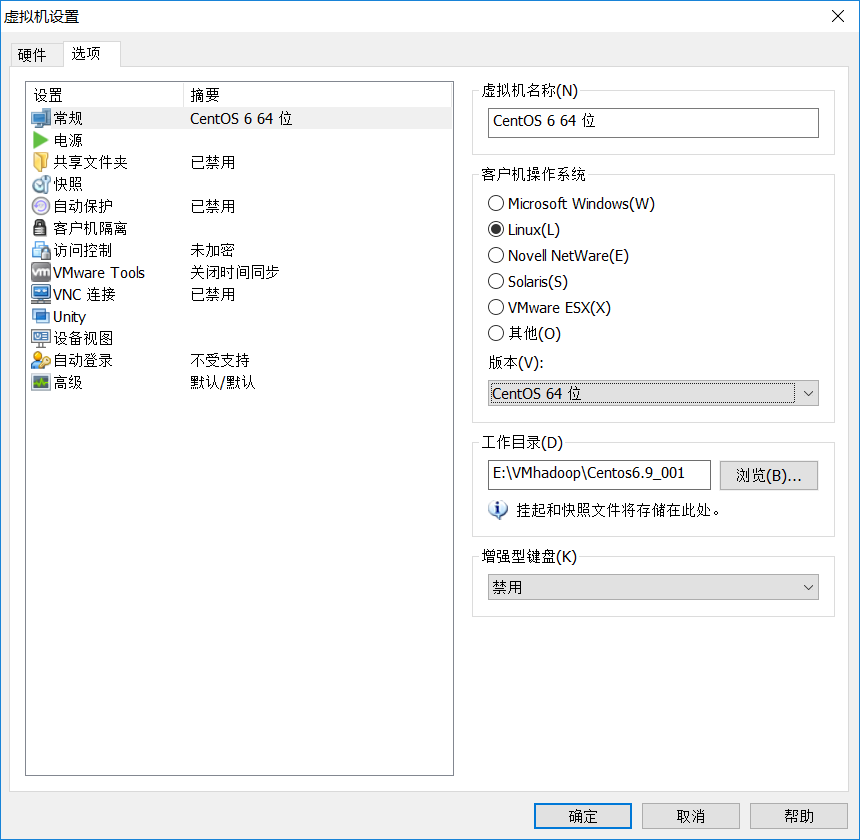 虚拟机设置
硬件 选项
设置 摘要
常规 CentOS 6 64 位
电源
共享文件夹 已禁用
快照
自动保护 已禁用
客户机隔离
访问控制 未加密
vm VMware Tools 关闭时间同步
VNC 连接 已禁用
Unity
设备视图
自动登录 不受支持
高级 默认/默认
虚拟机名称(N)
CentOS 6 64 位
客户机操作系统
Microsoft Windows(W)
Linux(L)
Novell NetWare(E)
Solaris(S)
VMware ESX(X)
其他(O)
版本(V):
CentOS 64 位
工作目录(D)
E:\VMhadoop\Centos6.9_001 浏览(B)...
挂起和快照文件将存储在此处。
增强型键盘(K)
禁用
确定 取消 帮助